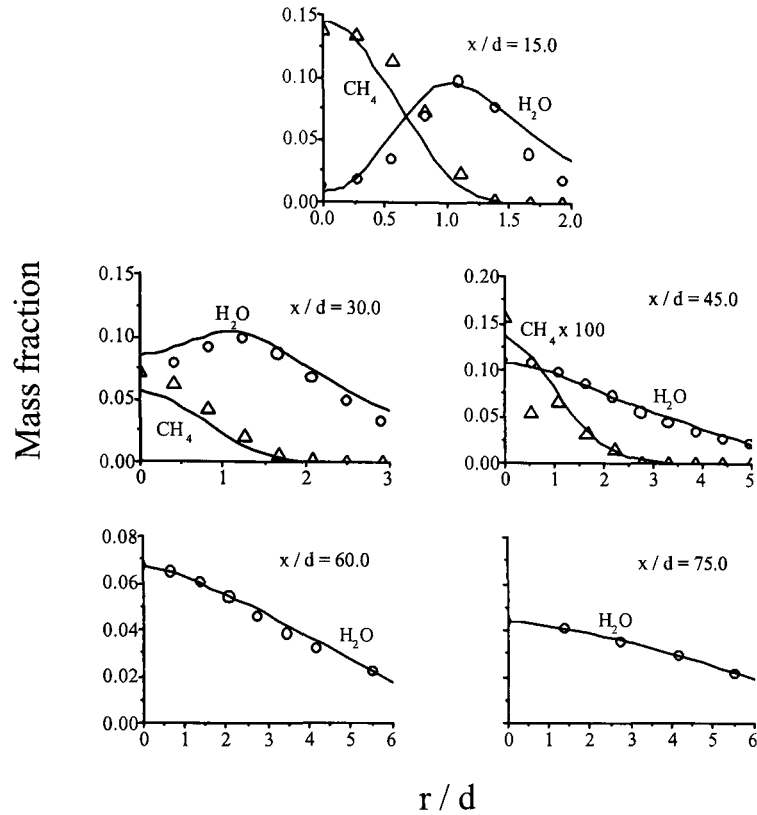 0.15
x / d = 15.0
0.10
CH₄
H₂O
0.05
0.00
0.0 0.5 1.0 1.5 2.0
Mass fraction
0.15
H₂O
x / d = 30.0
0.10
0.05
CH₄
0.00
0 1 2 3
0.20
x / d = 45.0
0.15
CH₄ x 100
0.10
H₂O
0.05
0.00
0 1 2 3 4 5
0.08
x / d = 60.0
0.06
0.04
H₂O
0.02
0.00
0 1 2 3 4 5 6
x / d = 75.0
H₂O
0 1 2 3 4 5 6
r / d